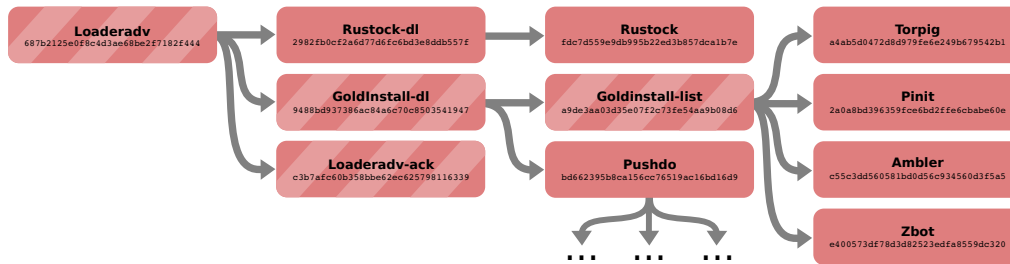 Loaderadv
687b2125e0f8c4d3ae68be2f7182f444
Rustock-dl
2982fb0cf2a6d77d6fc6bd3e8ddb557f
Rustock
fdc7d559e9db995b22ed3b857dca1b7e
Torpig
a4ab5d0472d8d979fe6e249b679542b1
GoldInstall-dl
9488bd937386ac84a6c70c8503541947
Goldinstall-list
a9de3aa03d35e07f2c73fe54aa9b08d6
Pinit
2a0a8bd396359fce6bd2ffe6cbabe60e
Loaderadv-ack
c3b7afc60b358bbe62ec625798116339
Pushdo
bd662395b8ca156cc76519ac16bd16d9
Ambler
c55c3dd560581bd0d56c934560d3f5a5
Zbot
e400573df78d3d82523edfa8559dc320
... ... ...